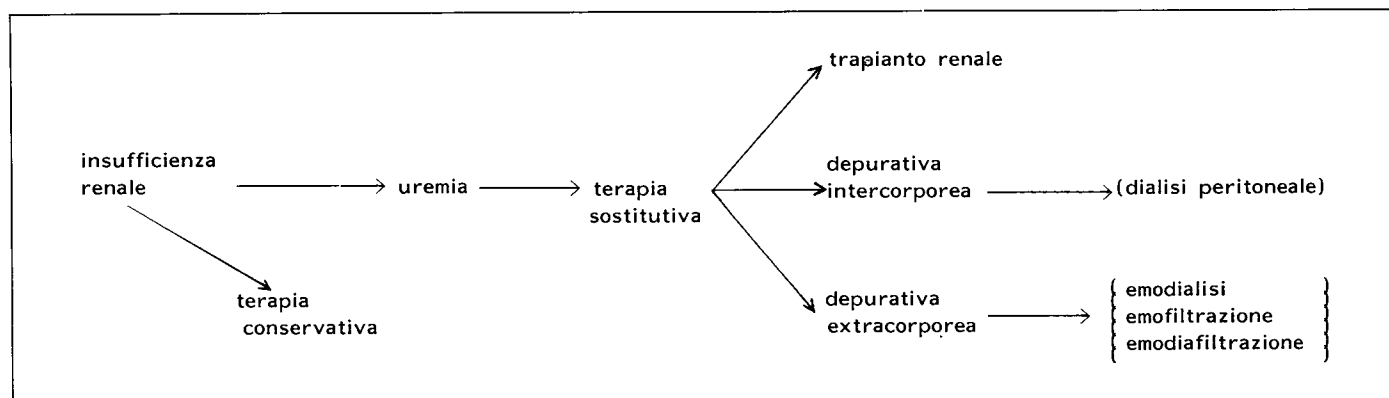 trapianto renale
insufficienza
renale
uremia
terapia
sostitutiva
depurativa
intercorporea
(dialisi peritoneale)
terapia
conservativa
depurativa
extracorporea
emodialisi
emofiltrazione
emodiafiltrazione